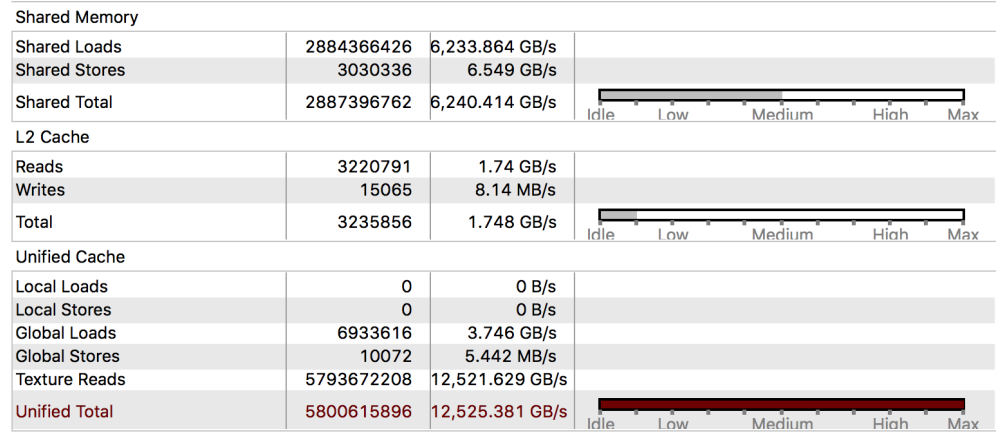 Shared Memory
Shared Loads 2884366426 6,233.864 GB/s
Shared Stores 3030336 6.549 GB/s
Shared Total 2887396762 6,240.414 GB/s
Idle Low Medium High Max
L2 Cache
Reads 3220791 1.74 GB/s
Writes 15065 8.14 MB/s
Total 3235856 1.748 GB/s
Idle Low Medium High Max
Unified Cache
Local Loads 0 0 B/s
Local Stores 0 0 B/s
Global Loads 6933616 3.746 GB/s
Global Stores 10072 5.442 MB/s
Texture Reads 5793672208 12,521.629 GB/s
Unified Total 5800615896 12,525.381 GB/s
Idle Low Medium High Max